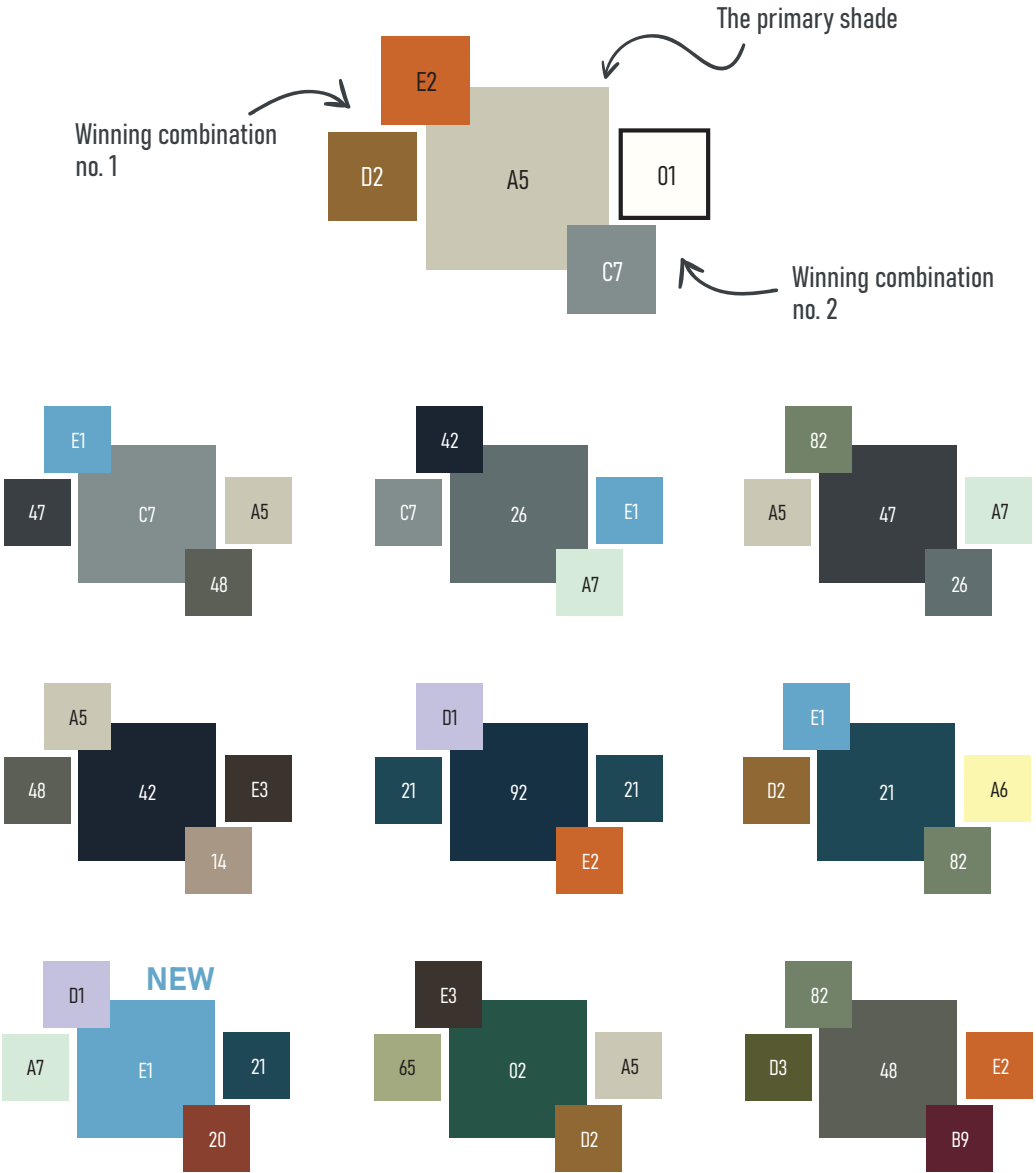 The primary shade
E2
Winning combination
no. 1
D2
A5
01
C7
Winning combination
no. 2
E1
47
C7
A5
48
42
C7
26
E1
A7
82
A5
47
A7
26
A5
48
42
E3
14
D1
21
92
21
E2
E1
D2
21
A6
82
NEW
D1
A7
E1
21
20
E3
65
02
A5
D2
82
D3
48
E2
B9